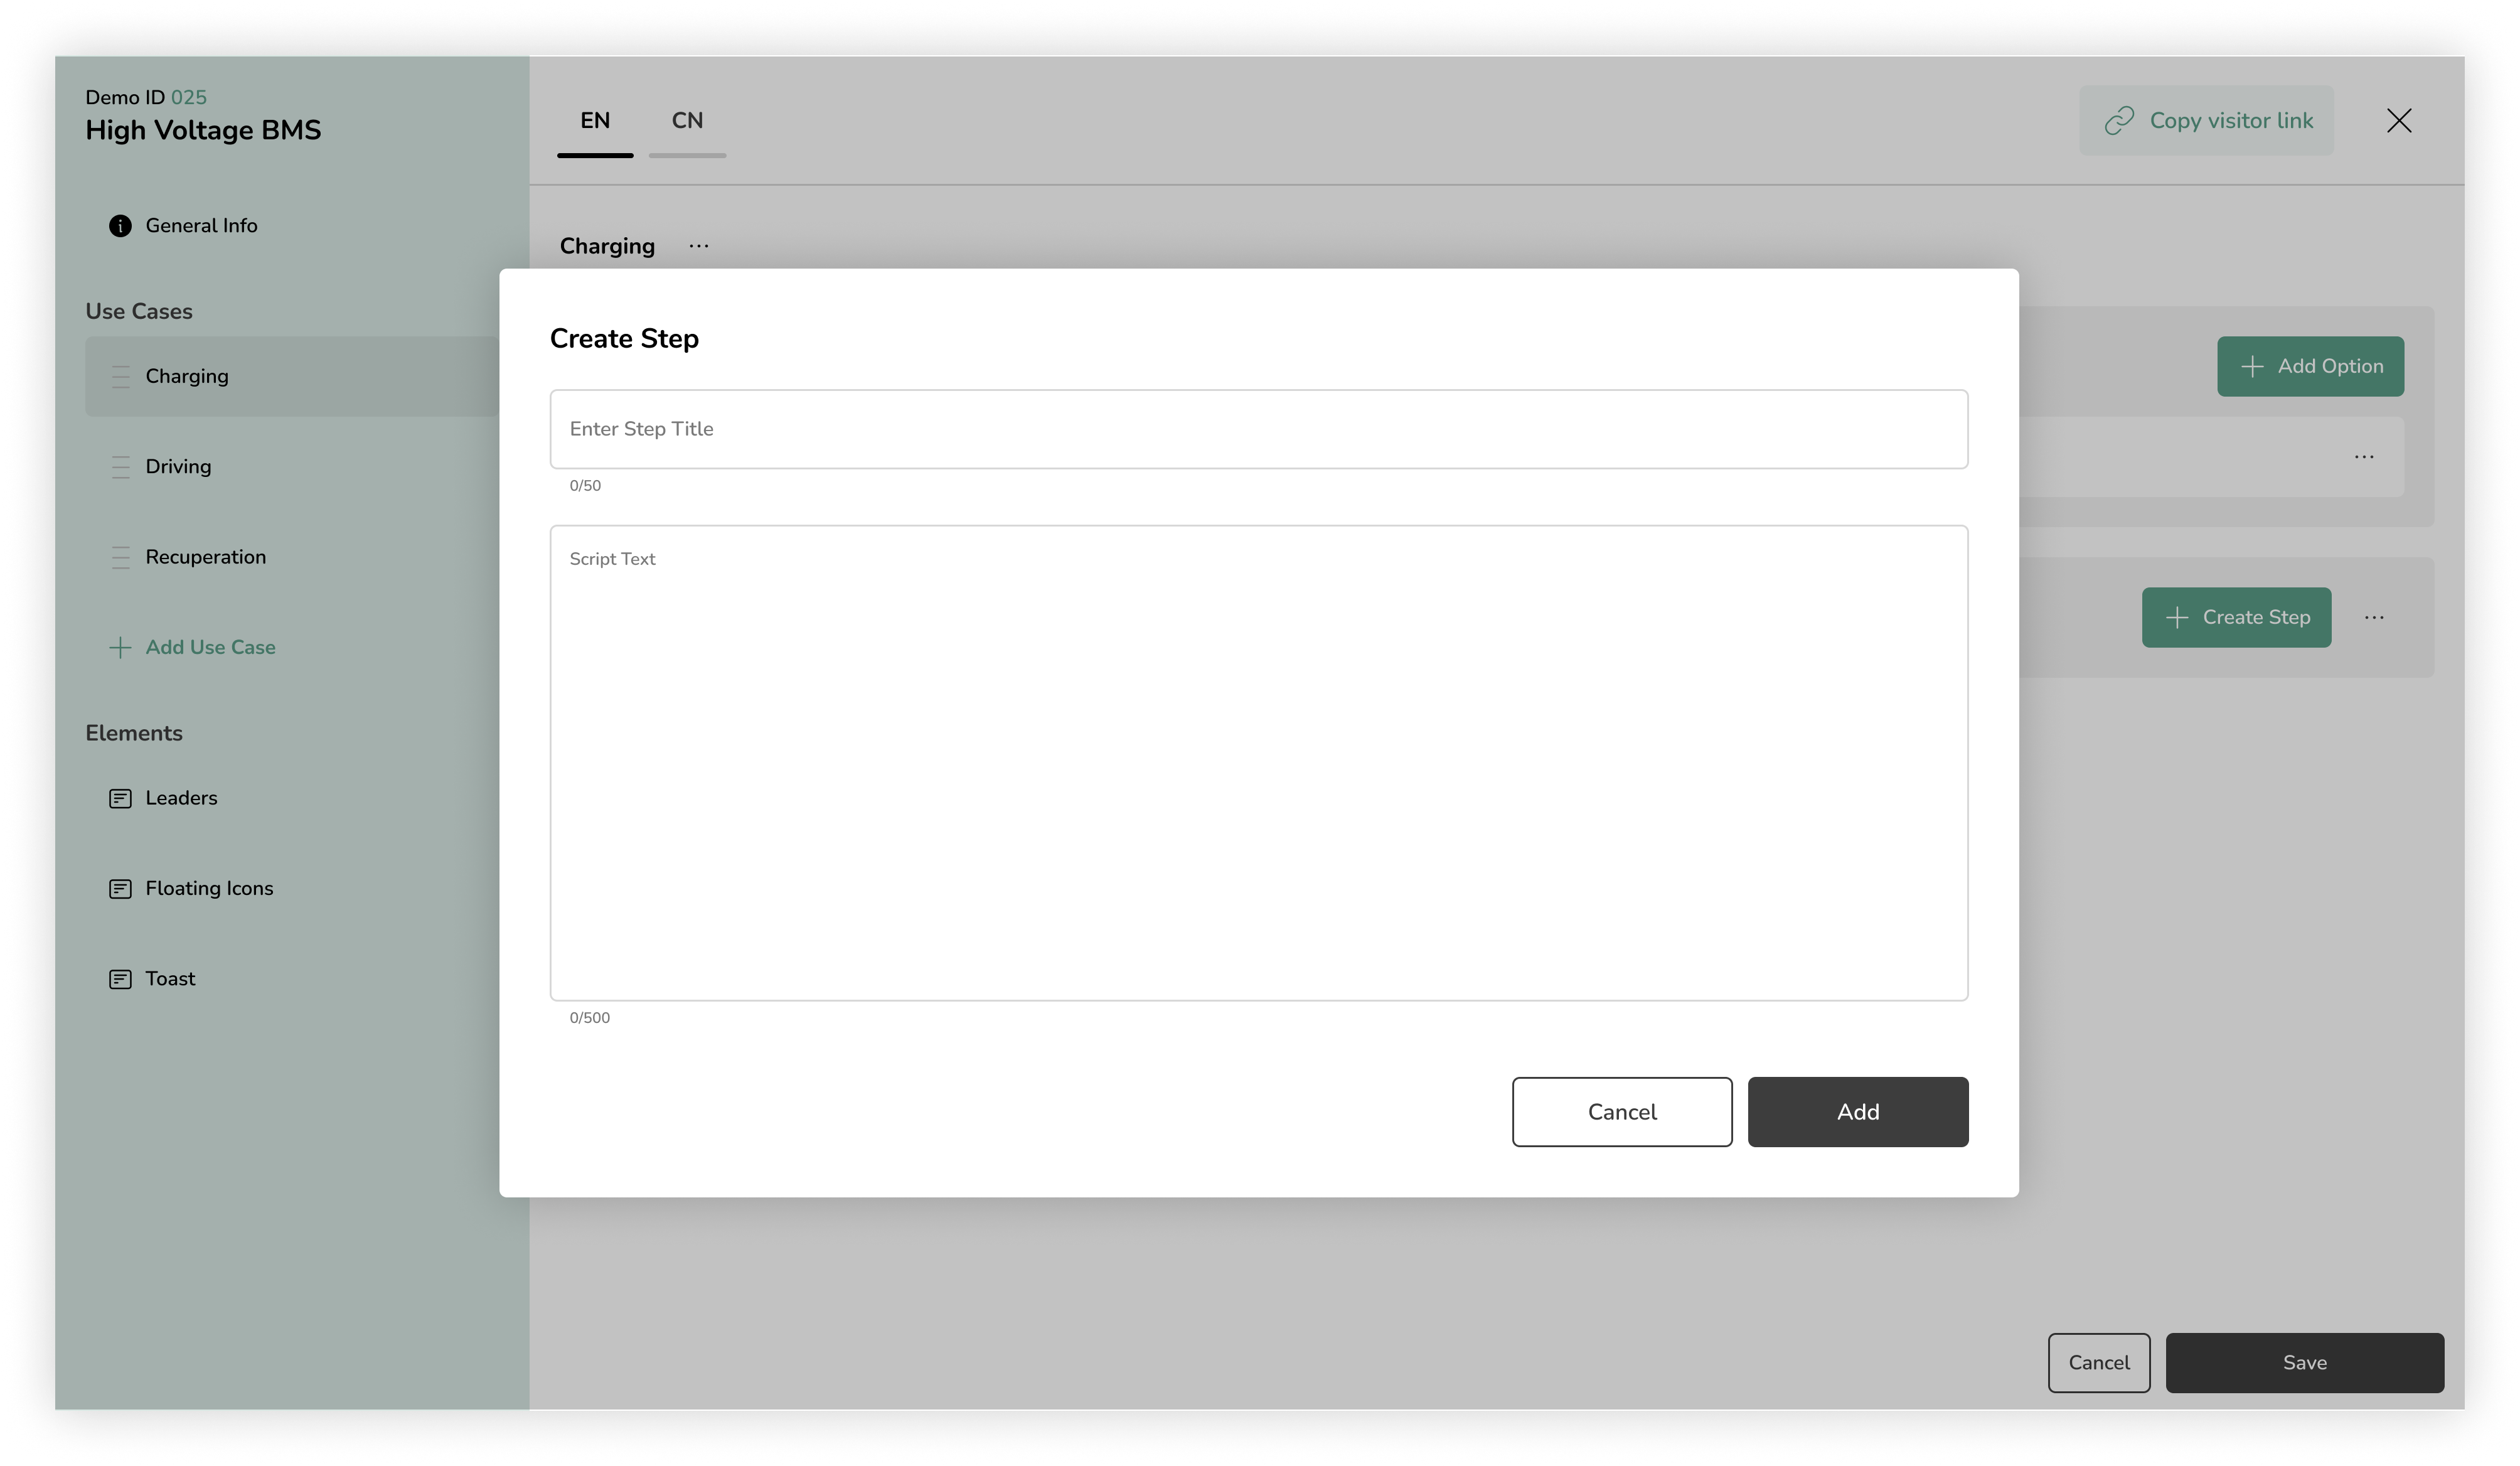 Demo ID 025
High Voltage BMS
General Info
Use Cases
Charging
Driving
Recuperation
Add Use Case
Elements
Leaders
Floating Icons
Toast
EN
CN
Copy visitor link
Charging
Add Option
Create Step
Create Step
Enter Step Title
0/50
Script Text
0/500
Cancel
Add
Cancel
Save